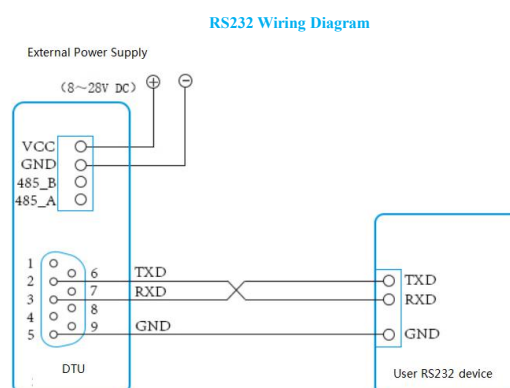 RS232 Wiring Diagram
External Power Supply
(8～28V DC)
VCC
GND
485_B
485_A
1
6
2
7
3
8
4
9
5
TXD
RXD
GND
DTU
TXD
RXD
GND
User RS232 device